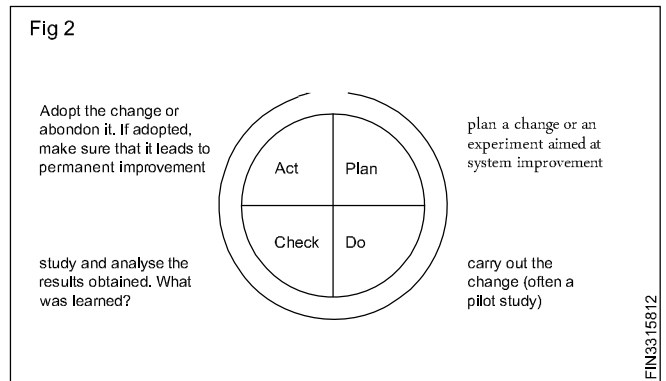 Fig 2
Adopt the change or
abondon it. If adopted,
make sure that it leads to
permanent improvement
plan a change or an
experiment aimed at
system improvement
Act
Plan
Check
Do
study and analyse the
results obtained. What
was learned?
carry out the
change (often a
pilot study)
FIN3315812